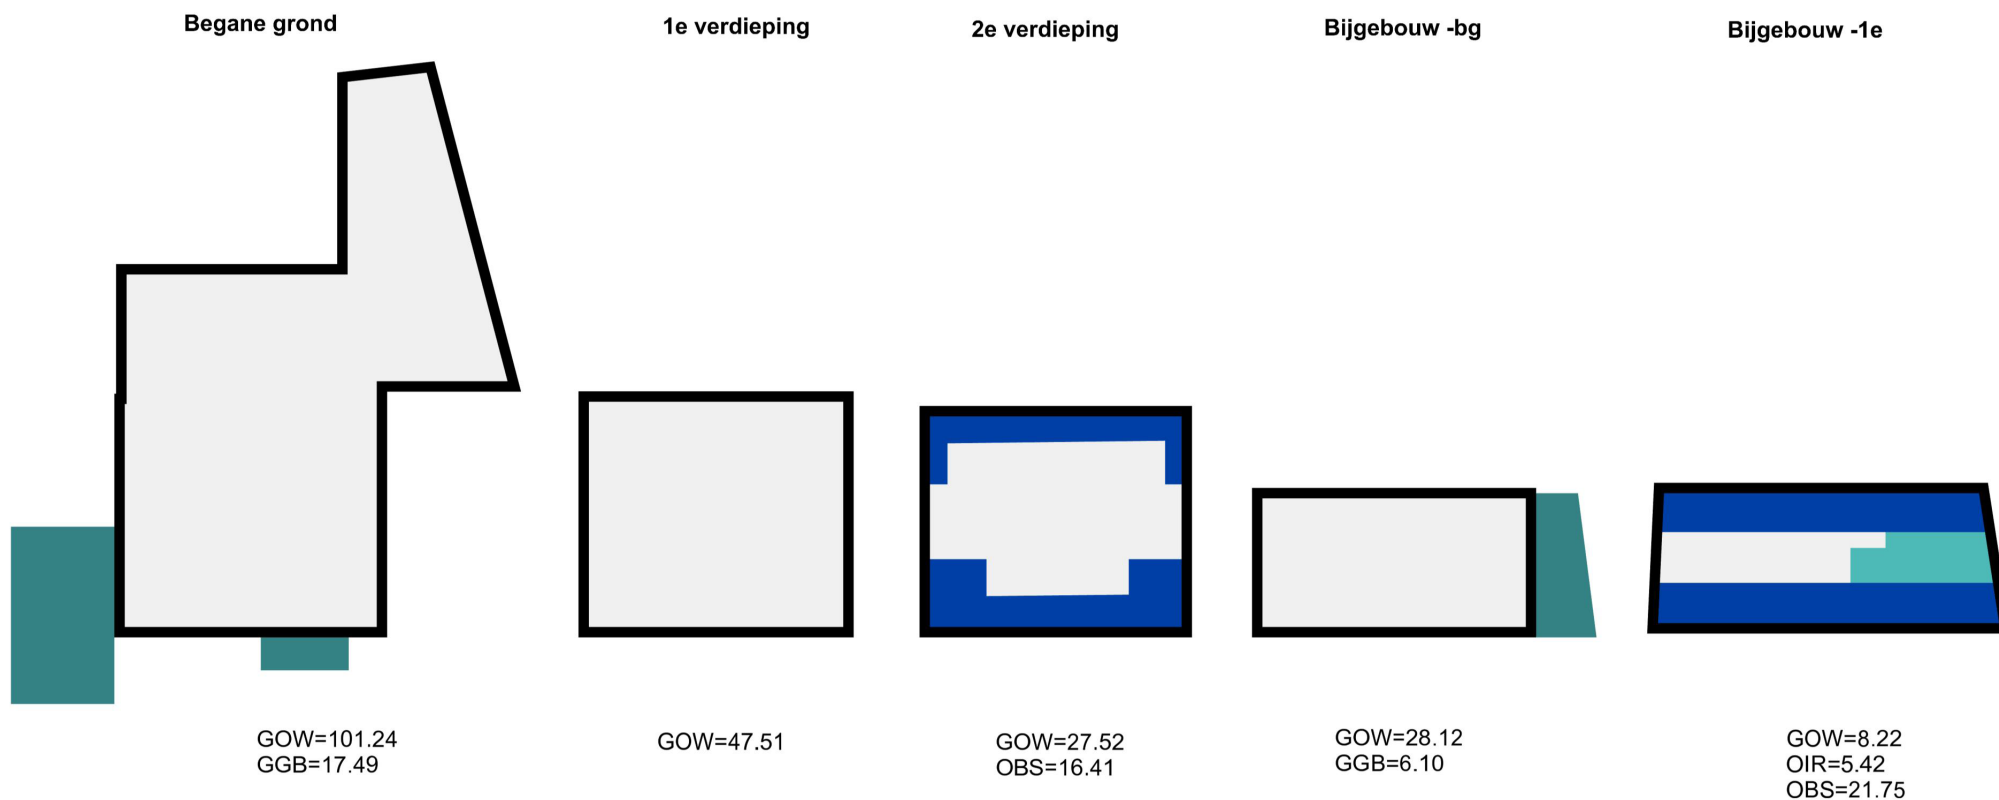 Begane grond
1e verdieping
2e verdieping
Bijgebouw -bg
Bijgebouw -1e
GOW=101.24
GGB=17.49
GOW=47.51
GOW=27.52
OBS=16.41
GOW=28.12
GGB=6.10
GOW=8.22
OIR=5.42
OBS=21.75